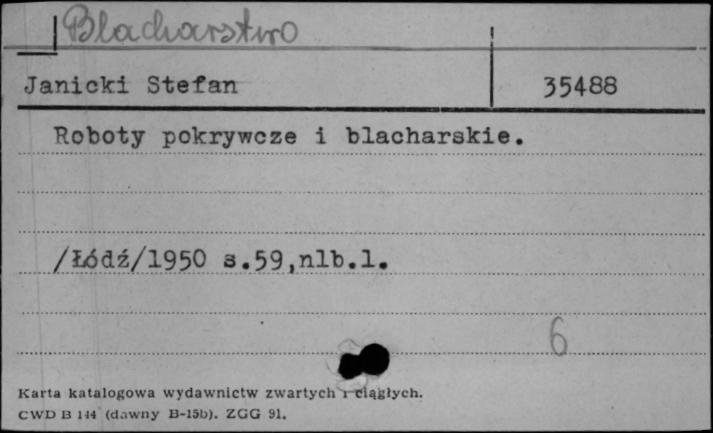 Blacharstwo
Janicki Stefan 35488
Roboty pokrywcze i blacharskie.
/Łódź/1950 s.59,nlb.1.
6
Karta katalogowa wydawnictw zwartych i ciągłych.
CWD B 144 (dawny B-15b). ZGG 91.